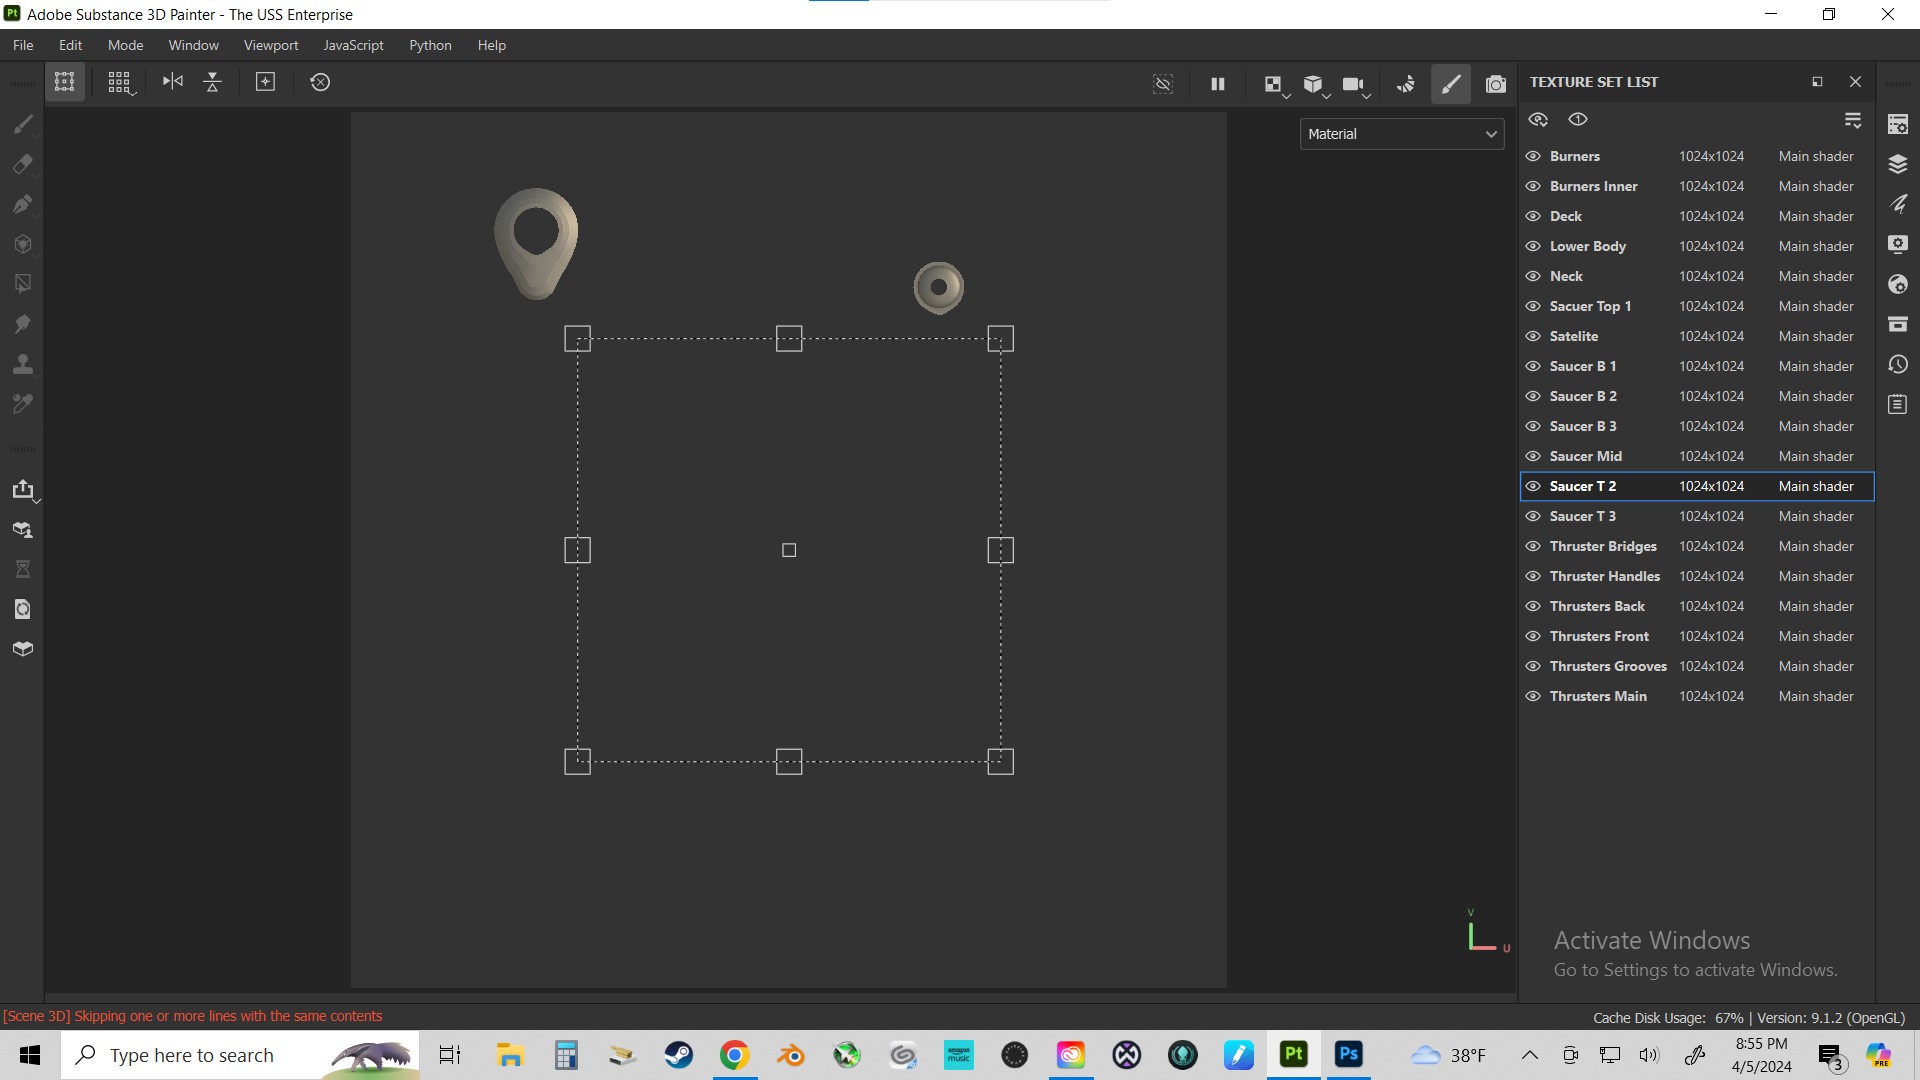 Pt Adobe Substance 3D Painter - The USS Enterprise
File Edit Mode Window Viewport JavaScript Python Help
TEXTURE SET LIST
Material
Burners 1024x1024 Main shader
Burners Inner 1024x1024 Main shader
Deck 1024x1024 Main shader
Lower Body 1024x1024 Main shader
Neck 1024x1024 Main shader
Sacuer Top 1 1024x1024 Main shader
Satelite 1024x1024 Main shader
Saucer B 1 1024x1024 Main shader
Saucer B 2 1024x1024 Main shader
Saucer B 3 1024x1024 Main shader
Saucer Mid 1024x1024 Main shader
Saucer T 2 1024x1024 Main shader
Saucer T 3 1024x1024 Main shader
Thruster Bridges 1024x1024 Main shader
Thruster Handles 1024x1024 Main shader
Thrusters Back 1024x1024 Main shader
Thrusters Front 1024x1024 Main shader
Thrusters Grooves 1024x1024 Main shader
Thrusters Main 1024x1024 Main shader
V
U
Activate Windows
Go to Settings to activate Windows.
[Scene 3D] Skipping one or more lines with the same contents
Cache Disk Usage: 67% | Version: 9.1.2 (OpenGL)
Type here to search
amazon music
Pt
Ps
38°F
8:55 PM
4/5/2024
3
PRE